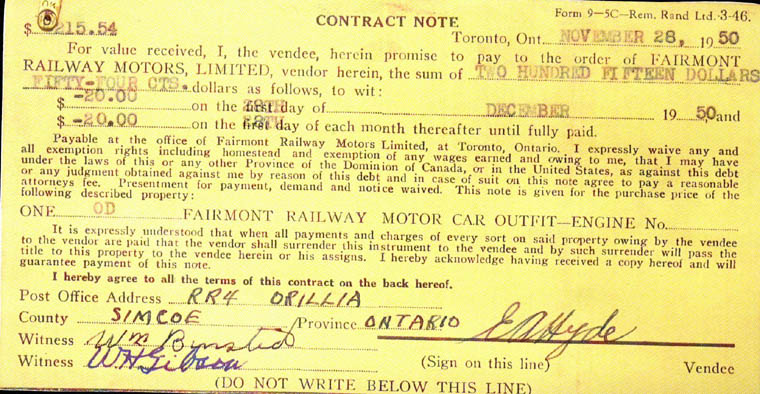 CONTRACT NOTE
Form 9—5C—Rem. Rand Ltd.-3-46.
$ 215.54
Toronto, Ont. NOVEMBER 28, 1950
For value received, I, the vendee, herein promise to pay to the order of FAIRMONT
RAILWAY MOTORS, LIMITED, vendor herein, the sum of TWO HUNDRED FIFTEEN DOLLARS
FIFTY-FOUR CTS. dollars as follows, to wit:
$ -20.00 on the first 28TH day of DECEMBER 1950, and
$ -20.00 on the first 28TH day of each month thereafter until fully paid.
Payable at the office of Fairmont Railway Motors Limited, at Toronto, Ontario. I expressly waive any and
all exemption rights including homestead and exemption of any wages earned and owing to me, that I may have
under the laws of this or any other Province of the Dominion of Canada, or in the United States, as against this debt
or any judgment obtained against me by reason of this debt and in case of suit on this note agree to pay a reasonable
attorneys fee. Presentment for payment, demand and notice waived. This note is given for the purchase price of the
following described property:
ONE OD FAIRMONT RAILWAY MOTOR CAR OUTFIT—ENGINE No.
It is expressly understood that when all payments and charges of every sort on said property owing by the vendee
to the vendor are paid that the vendor shall surrender this instrument to the vendee and by such surrender will pass the
title to this property to the vendee herein or his assigns. I hereby acknowledge having received a copy hereof and will
guarantee payment of this note.
I hereby agree to all the terms of this contract on the back hereof.
Post Office Address RR4 ORILLIA
County SIMCOE Province ONTARIO E A Hyde
Witness Wm Bynsted
Witness WH Gibson (Sign on this line) Vendee
(DO NOT WRITE BELOW THIS LINE)